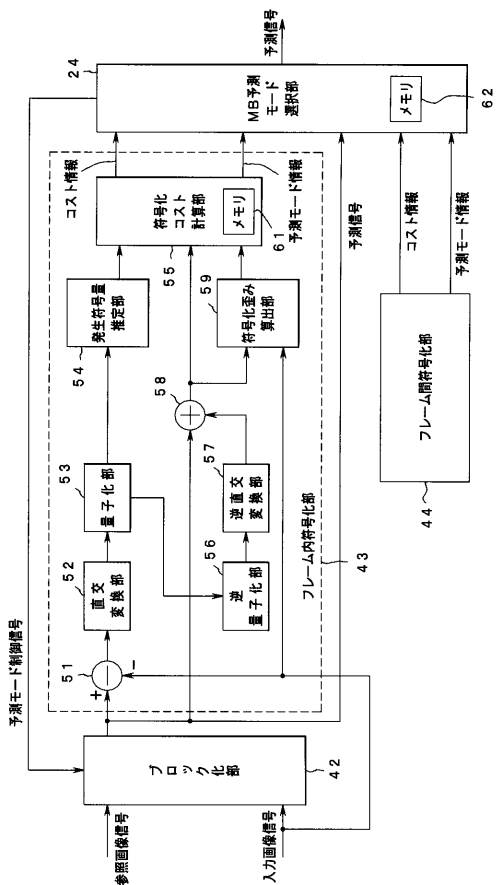 参照画像信号
入力画像信号
予測モード制御信号
ブロック化部
42
51
+
-
52
直交
変換部
53
量子化部
54
発生符号量
推定部
56
逆
量子化部
57
逆直交
変換部
58
59
符号化歪み
算出部
55
符号化
コスト
計算部
メモリ
61
フレーム内符号化部
43
コスト情報
予測モード情報
予測信号
フレーム間符号化部
44
コスト情報
予測モード情報
24
MB予測
モード
選択部
メモリ
62
予測信号